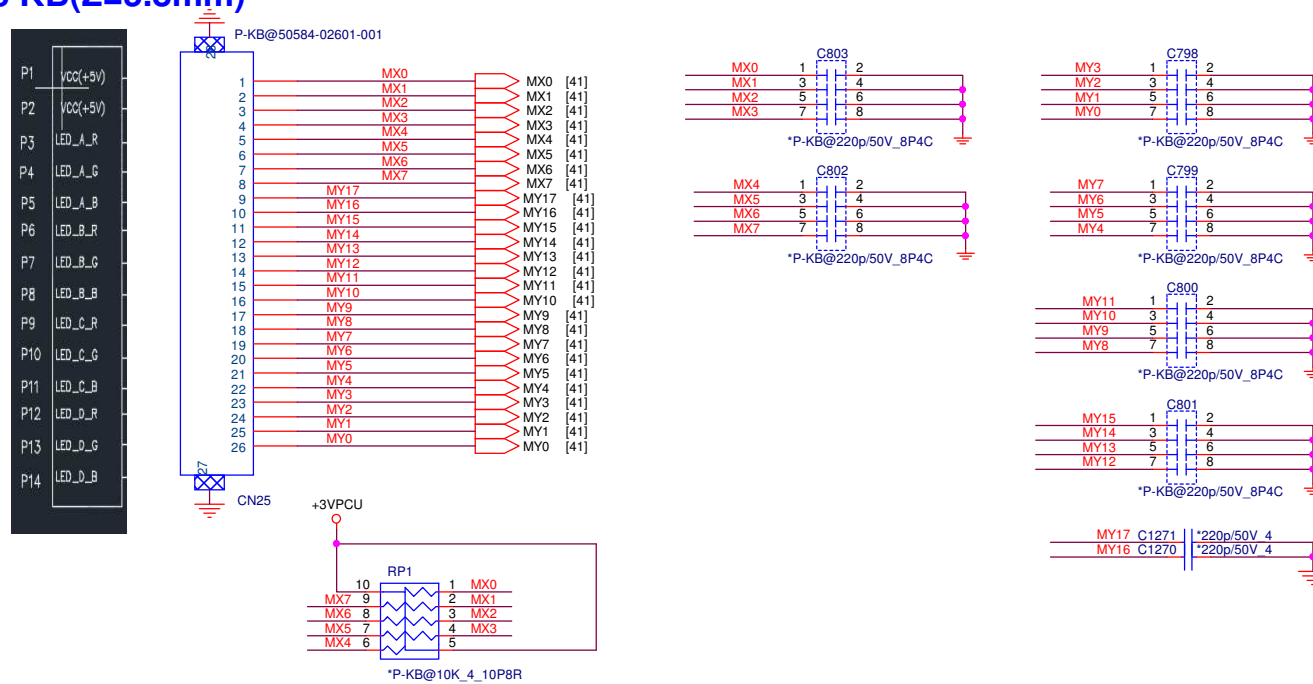 P1 VCC(+5V)
P2 VCC(+5V)
P3 LED_A_R
P4 LED_A_G
P5 LED_A_B
P6 LED_B_R
P7 LED_B_G
P8 LED_B_B
P9 LED_C_R
P10 LED_C_G
P11 LED_C_B
P12 LED_D_R
P13 LED_D_G
P14 LED_D_B
P-KB@50584-02601-001
1 MX0 MX0 [41]
2 MX1 MX1 [41]
3 MX2 MX2 [41]
4 MX3 MX3 [41]
5 MX4 MX4 [41]
6 MX5 MX5 [41]
7 MX6 MX6 [41]
8 MX7 MX7 [41]
9 MY17 MY17 [41]
10 MY16 MY16 [41]
11 MY15 MY15 [41]
12 MY14 MY14 [41]
13 MY13 MY13 [41]
14 MY12 MY12 [41]
15 MY11 MY11 [41]
16 MY10 MY10 [41]
17 MY9 MY9 [41]
18 MY8 MY8 [41]
19 MY7 MY7 [41]
20 MY6 MY6 [41]
21 MY5 MY5 [41]
22 MY4 MY4 [41]
23 MY3 MY3 [41]
24 MY2 MY2 [41]
25 MY1 MY1 [41]
26 MY0 MY0 [41]
27
CN25
+3VPCU
RP1
10 1 MX0
MX7 9 2 MX1
MX6 8 3 MX2
MX5 7 4 MX3
MX4 6 5
*P-KB@10K_4_10P8R
C803
MX0 1 2
MX1 3 4
MX2 5 6
MX3 7 8
*P-KB@220p/50V_8P4C
C802
MX4 1 2
MX5 3 4
MX6 5 6
MX7 7 8
*P-KB@220p/50V_8P4C
C798
MY3 1 2
MY2 3 4
MY1 5 6
MY0 7 8
*P-KB@220p/50V_8P4C
C799
MY7 1 2
MY6 3 4
MY5 5 6
MY4 7 8
*P-KB@220p/50V_8P4C
C800
MY11 1 2
MY10 3 4
MY9 5 6
MY8 7 8
*P-KB@220p/50V_8P4C
C801
MY15 1 2
MY14 3 4
MY13 5 6
MY12 7 8
*P-KB@220p/50V_8P4C
MY17 C1271 *220p/50V_4
MY16 C1270 *220p/50V_4